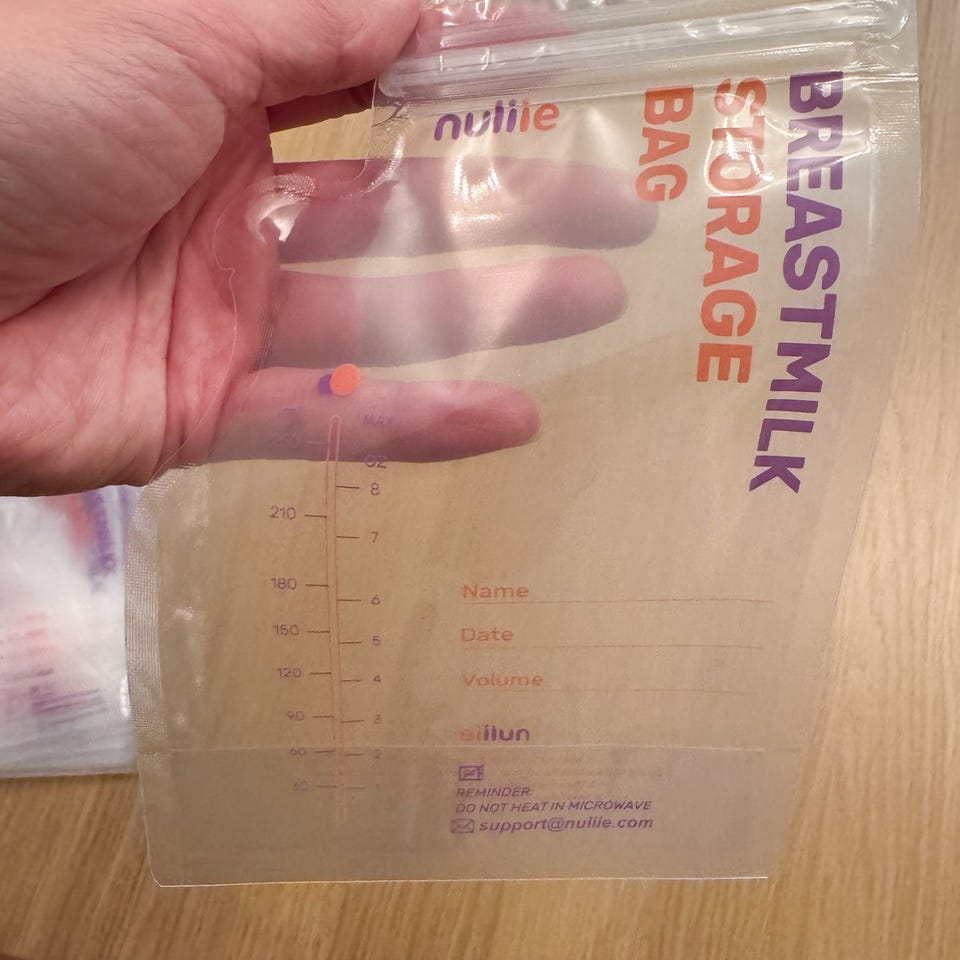 nuliie
BREASTMILK
STORAGE
BAG
MAX
OZ
8
210
7
180
6
150
5
120
4
90
3
60
2
30
1
Name
Date
Volume
nuliie
REMINDER:
DO NOT HEAT IN MICROWAVE
support@nuliie.com